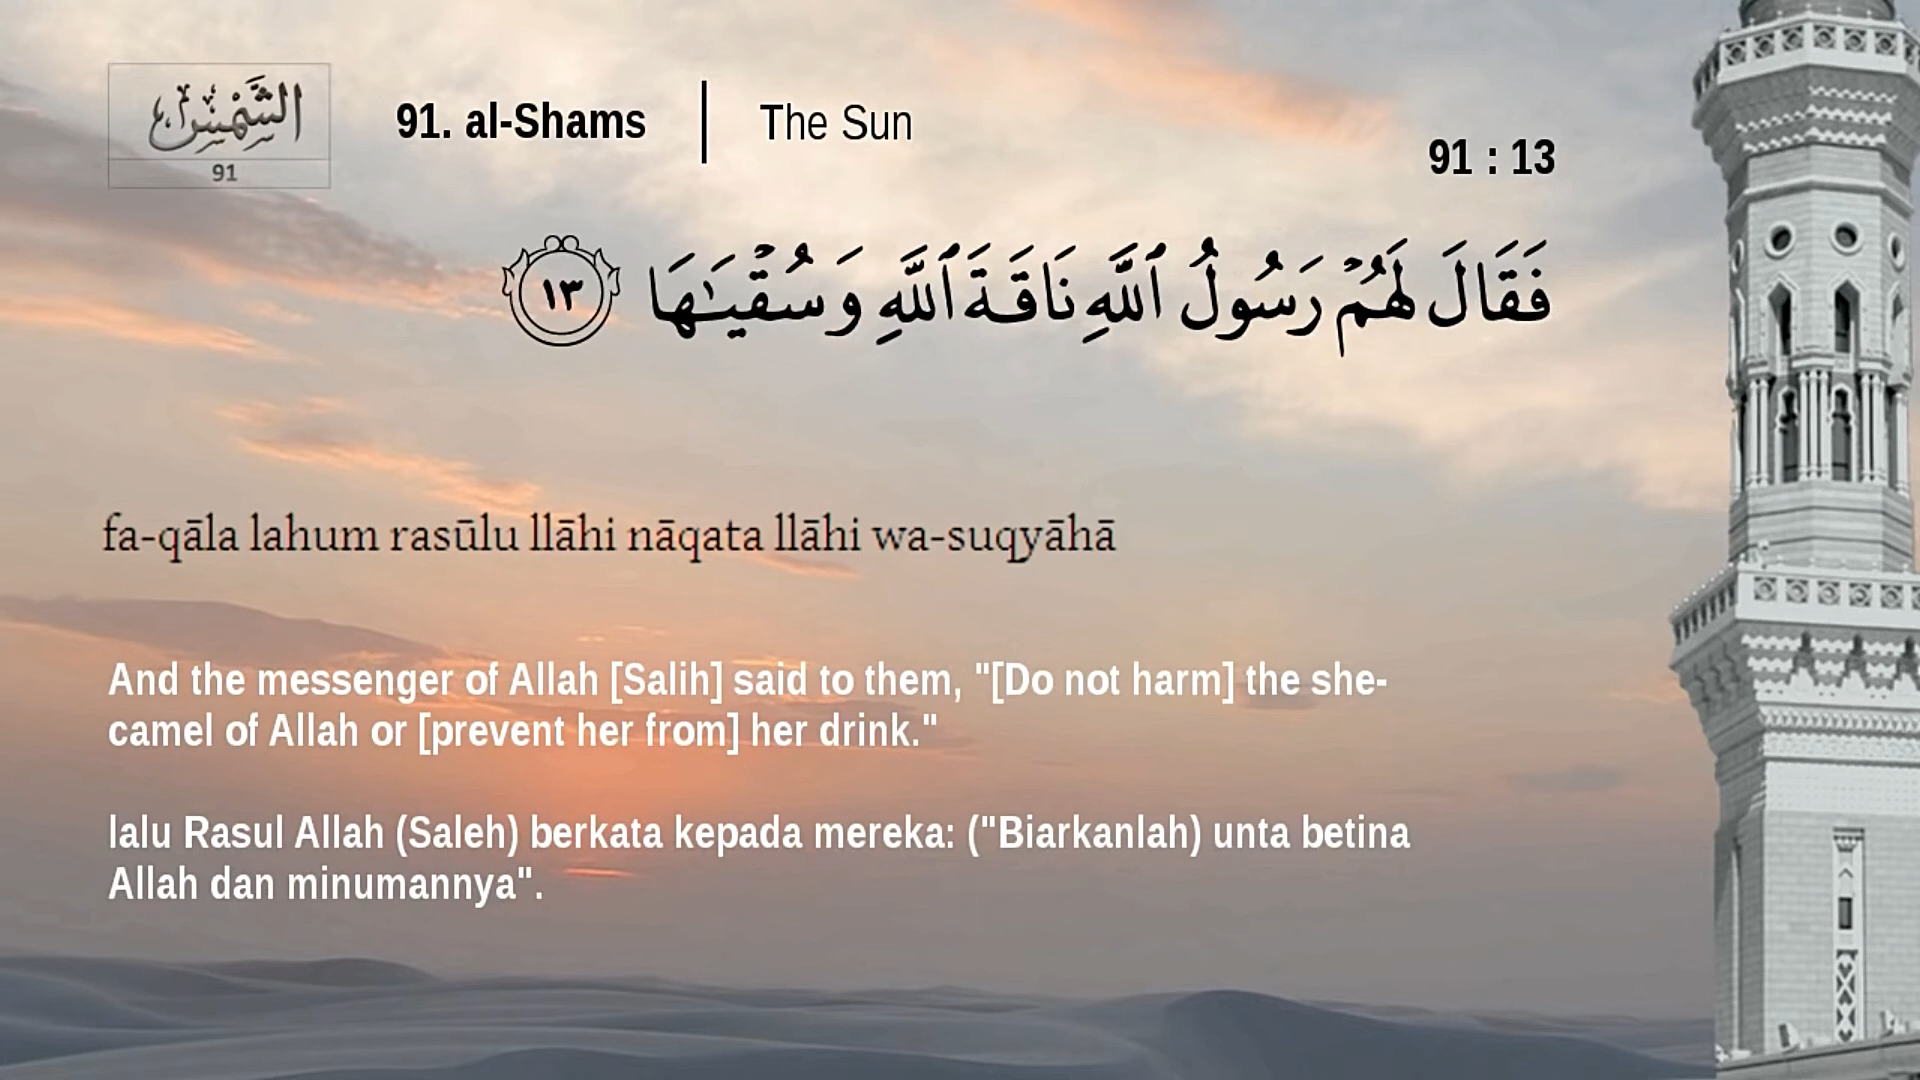 الشمس
91
91. al-Shams
The Sun
91 : 13
فَقَالَ لَهُمْ رَسُولُ ٱللَّهِ نَاقَةَ ٱللَّهِ وَسُقْيَـٰهَا ١٣
fa-qāla lahum rasūlu llāhi nāqata llāhi wa-suqyāhā
And the messenger of Allah [Salih] said to them, "[Do not harm] the she-
camel of Allah or [prevent her from] her drink."
lalu Rasul Allah (Saleh) berkata kepada mereka: ("Biarkanlah) unta betina
Allah dan minumannya".